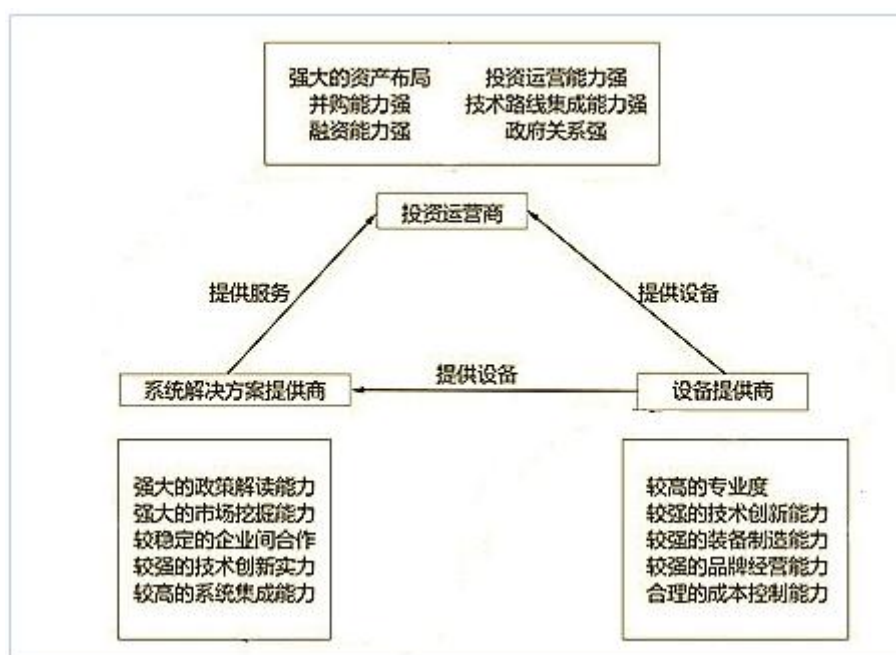 强大的资产布局 投资运营能力强
并购能力强 技术路线集成能力强
融资能力强 政府关系强
投资运营商
提供服务 提供设备
提供设备
系统解决方案提供商 设备提供商
强大的政策解读能力
强大的市场挖掘能力
较稳定的企业间合作
较强的技术创新实力
较高的系统集成能力
较高的专业度
较强的技术创新能力
较强的装备制造能力
较强的品牌经营能力
合理的成本控制能力